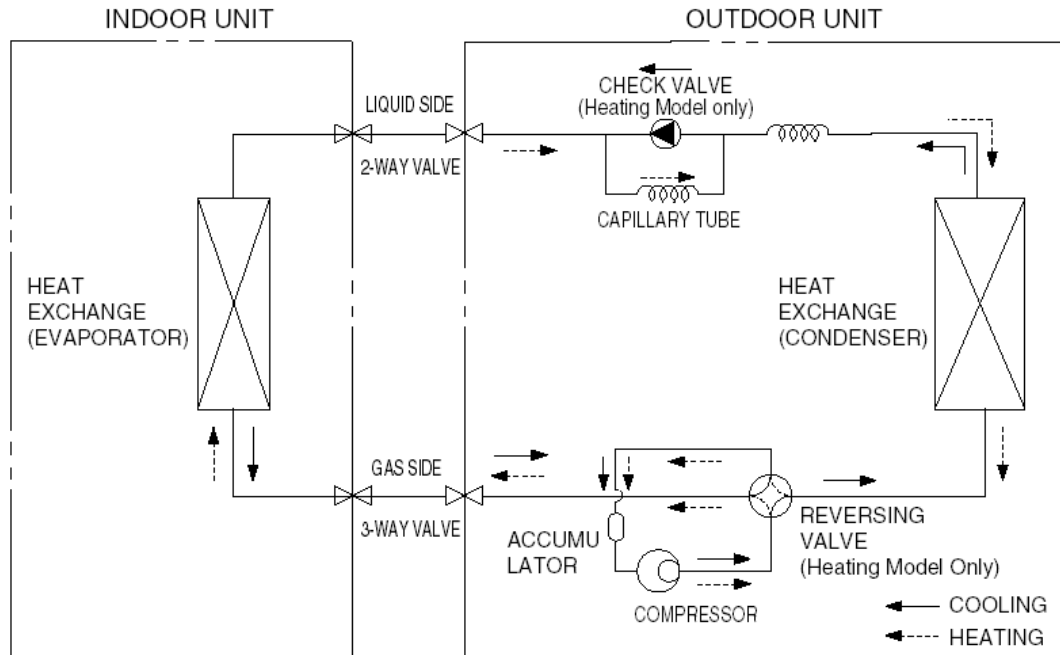 INDOOR UNIT
OUTDOOR UNIT
CHECK VALVE
(Heating Model only)
LIQUID SIDE
2-WAY VALVE
CAPILLARY TUBE
HEAT
EXCHANGE
(EVAPORATOR)
HEAT
EXCHANGE
(CONDENSER)
GAS SIDE
3-WAY VALVE
ACCUMU
LATOR
COMPRESSOR
REVERSING
VALVE
(Heating Model Only)
COOLING
HEATING